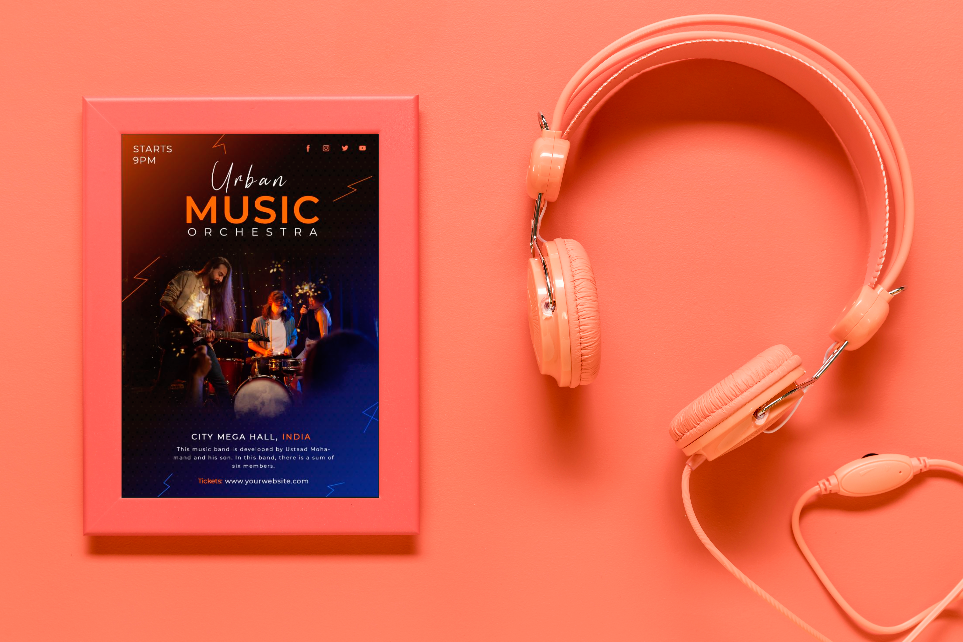 STARTS
9PM
Urban
MUSIC
ORCHESTRA
CITY MEGA HALL, INDIA
This music band is developed by Ustaad Moha-
mand and his son. In this band, there is a sum of
six members.
Tickets: www.yourwebsite.com